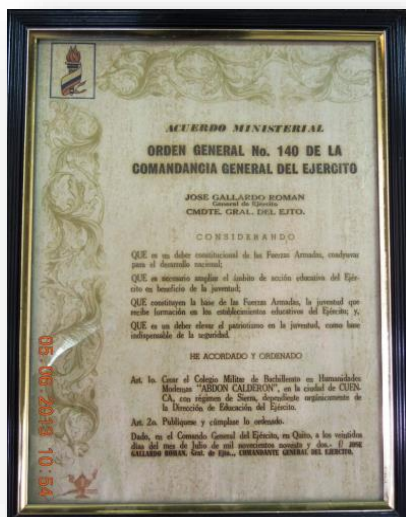 ACUERDO MINISTERIAL
ORDEN GENERAL No. 140 DE LA
COMANDANCIA GENERAL DEL EJERCITO
JOSE GALLARDO ROMAN
General de Ejército
CMDTE. GRAL. DEL EJTO.
CONSIDERANDO
QUE es un deber constitucional de las Fuerzas Armadas, coadyuvar
para el desarrollo nacional;
QUE es necesario ampliar el ámbito de acción educativa del Ejér-
cito en beneficio de la juventud;
QUE constituyen la base de las Fuerzas Armadas, la juventud que
recibe formación en los establecimientos educativos del Ejército; y,
QUE es un deber elevar el patriotismo en la juventud, como base
indispensable de la seguridad.
HE ACORDADO Y ORDENADO
Art. 1o. Crear el Colegio Militar de Bachillerato en Humanidades
Modernas "ABDON CALDERON", en la ciudad de CUEN-
CA, con régimen de Sierra, dependiente orgánicamente de
la Dirección de Educación del Ejército.
Art. 2o. Publíquese y cúmplase lo ordenado.
Dado, en el Comando General del Ejército, en Quito, a los veintidos
días del mes de Julio de mil novecientos noventa y dos.- f) JOSE
GALLARDO ROMAN, Gral. de Ejto., COMANDANTE GENERAL DEL EJERCITO.
05.06.2013 10:54